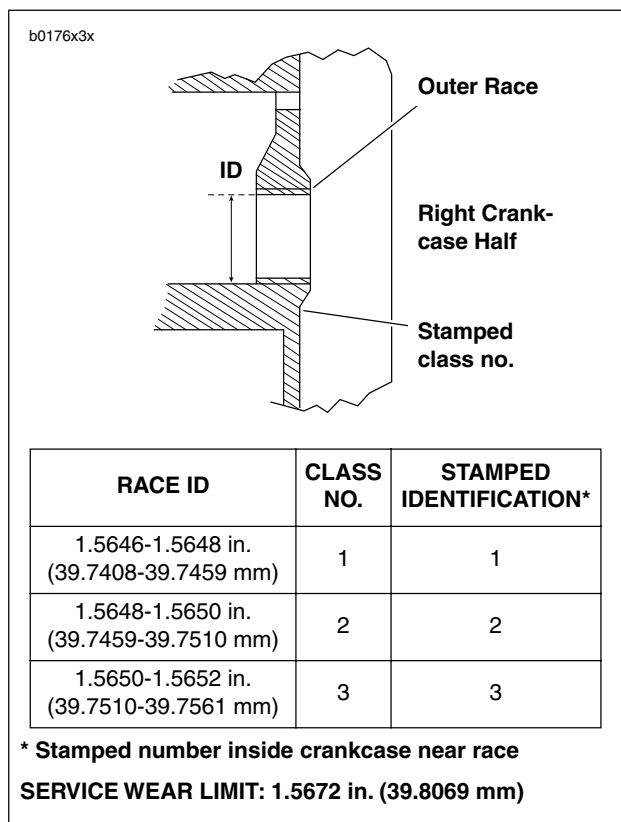 b0176x3x
Outer Race
ID
Right Crank-
case Half
Stamped
class no.
RACE ID
CLASS
NO.
STAMPED
IDENTIFICATION*
1.5646-1.5648 in.
(39.7408-39.7459 mm)
1
1
1.5648-1.5650 in.
(39.7459-39.7510 mm)
2
2
1.5650-1.5652 in.
(39.7510-39.7561 mm)
3
3
* Stamped number inside crankcase near race
SERVICE WEAR LIMIT: 1.5672 in. (39.8069 mm)